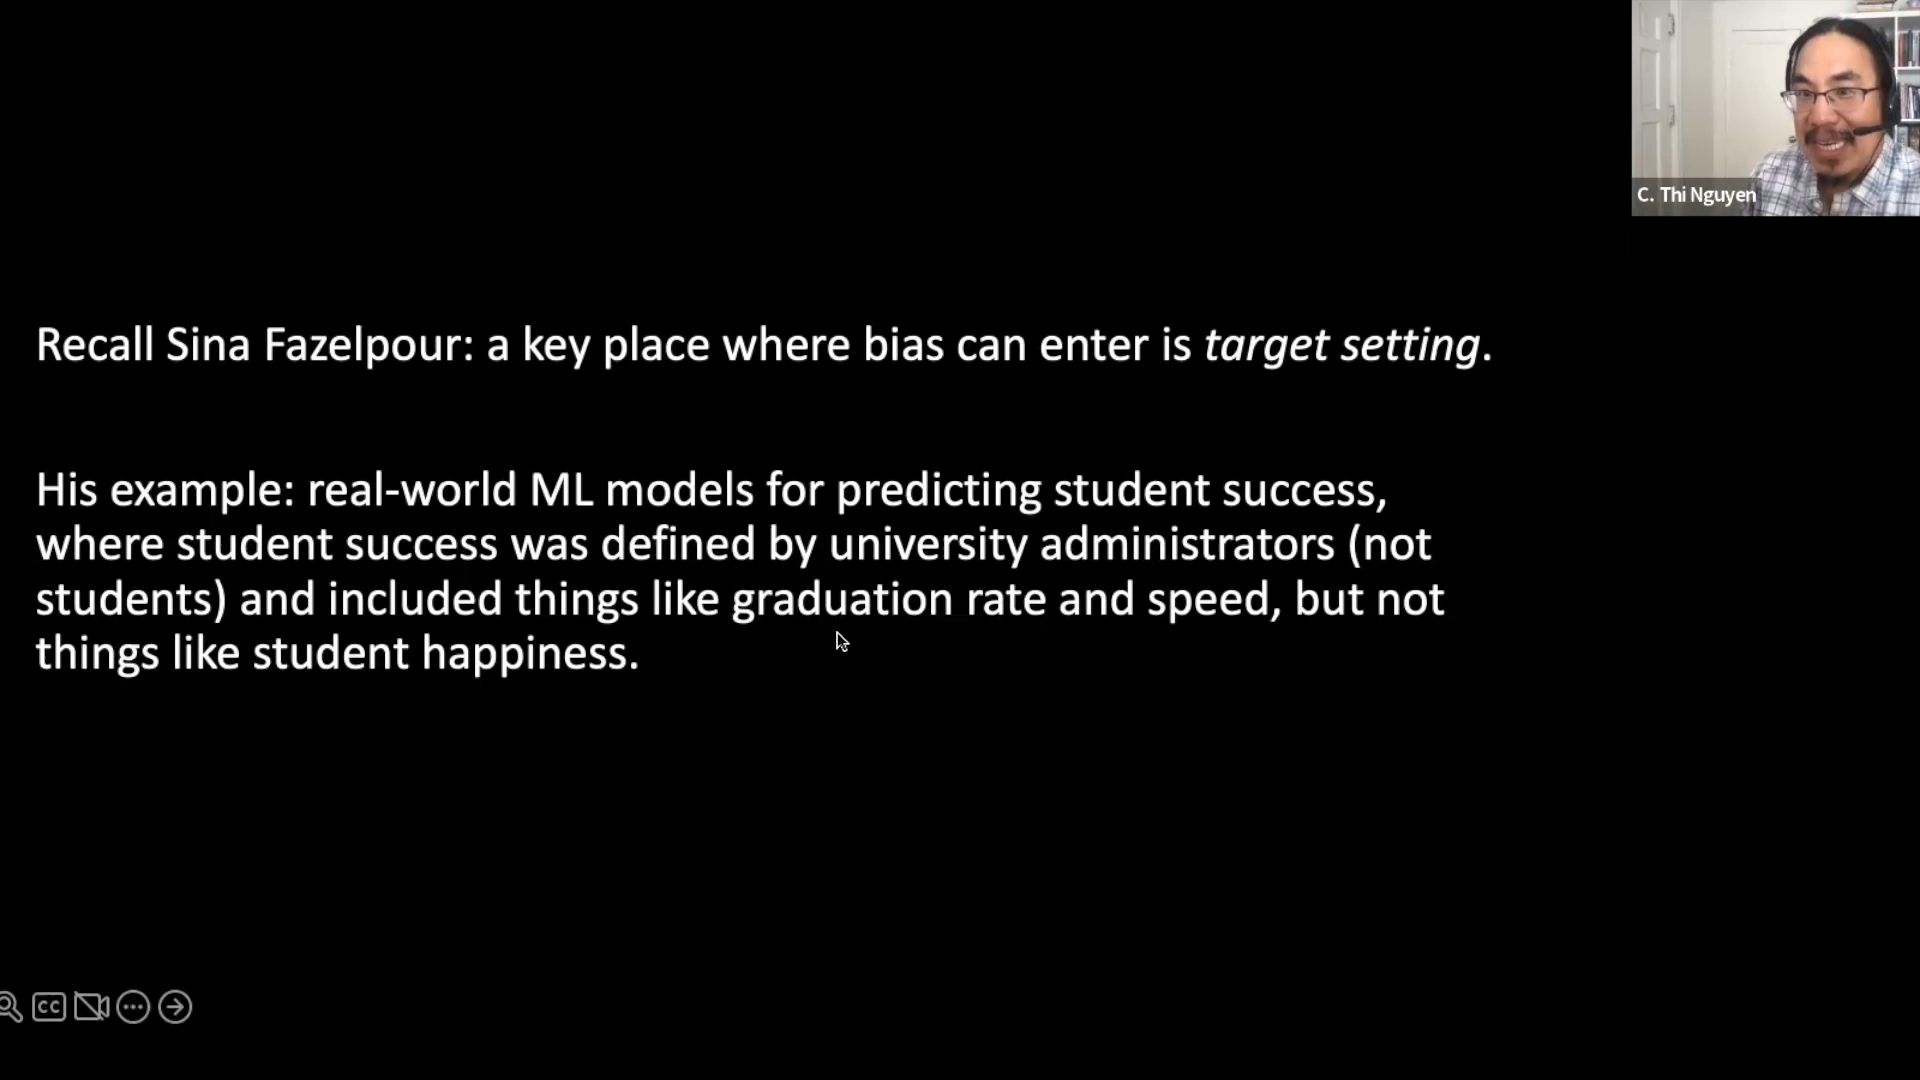 C. Thi Nguyen
Recall Sina Fazelpour: a key place where bias can enter is target setting.
His example: real-world ML models for predicting student success,
where student success was defined by university administrators (not
students) and included things like graduation rate and speed, but not
things like student happiness.
CC